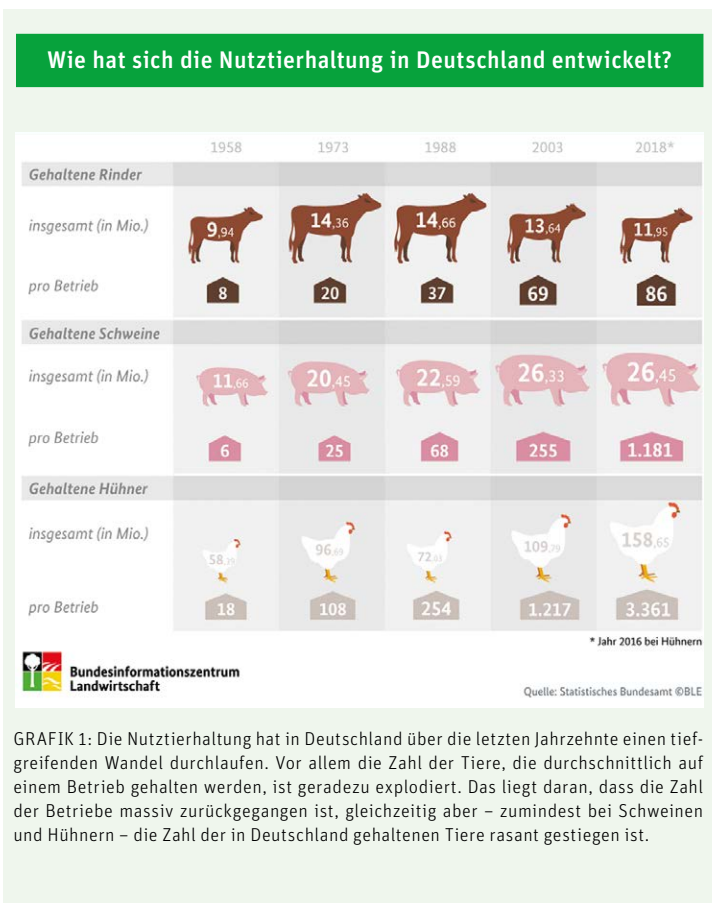 Wie hat sich die Nutztierhaltung in Deutschland entwickelt?
1958 1973 1988 2003 2018*
Gehaltene Rinder
insgesamt (in Mio.) 9,94 14,36 14,66 13,64 11,95
pro Betrieb 8 20 37 69 86
Gehaltene Schweine
insgesamt (in Mio.) 11,66 20,45 22,59 26,33 26,45
pro Betrieb 6 25 68 255 1.181
Gehaltene Hühner
insgesamt (in Mio.) 109,79 158,65
pro Betrieb 18 108 254 1.217 3.361
* Jahr 2016 bei Hühnern
Bundesinformationszentrum
Landwirtschaft
Quelle: Statistisches Bundesamt ©BLE
GRAFIK 1: Die Nutztierhaltung hat in Deutschland über die letzten Jahrzehnte einen tief-
greifenden Wandel durchlaufen. Vor allem die Zahl der Tiere, die durchschnittlich auf
einem Betrieb gehalten werden, ist geradezu explodiert. Das liegt daran, dass die Zahl
der Betriebe massiv zurückgegangen ist, gleichzeitig aber – zumindest bei Schweinen
und Hühnern – die Zahl der in Deutschland gehaltenen Tiere rasant gestiegen ist.